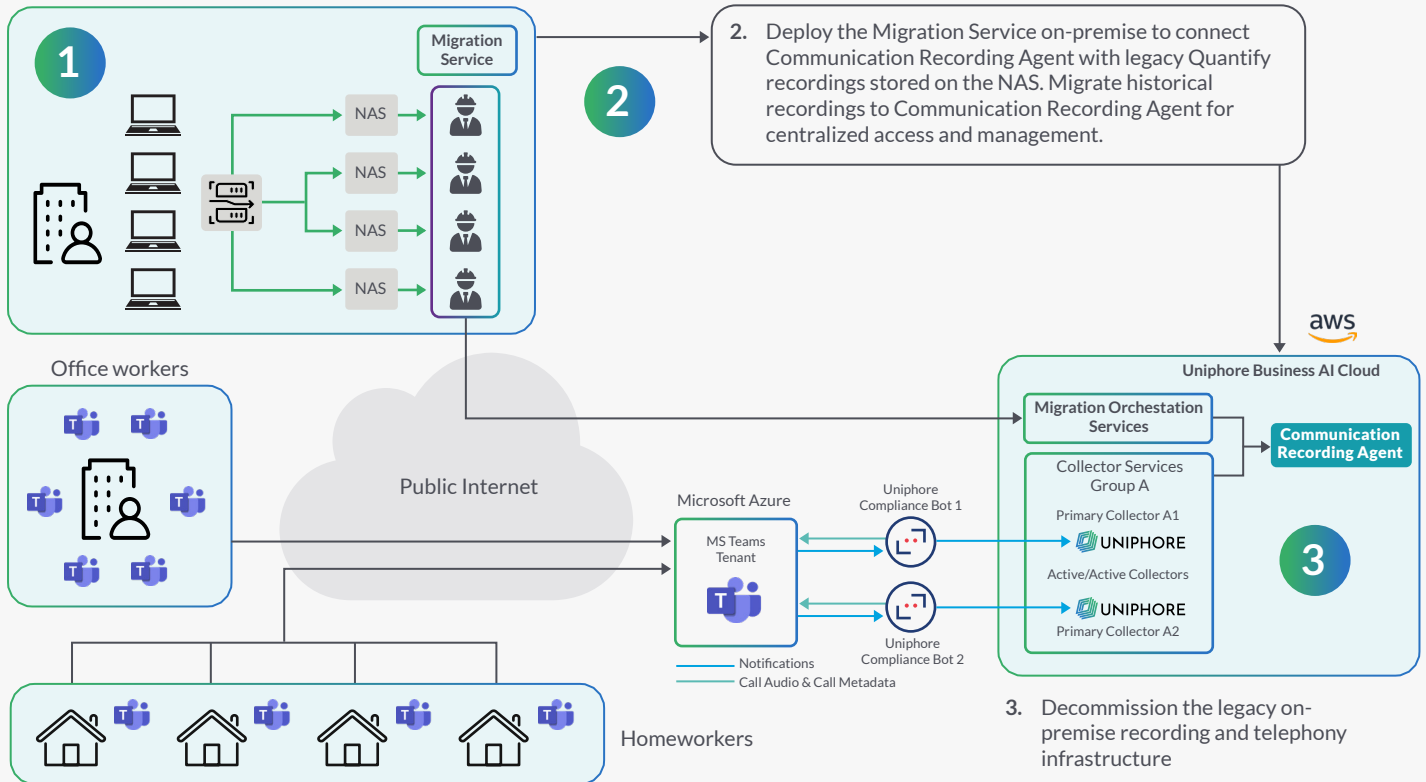 1
Migration
Service
NAS
NAS
NAS
NAS
2
2. Deploy the Migration Service on-premise to connect
Communication Recording Agent with legacy Quantify
recordings stored on the NAS. Migrate historical
recordings to Communication Recording Agent for
centralized access and management.
aws
Office workers
T
T
T
T
T
T
Public Internet
Uniphore Business AI Cloud
Migration Orchestation
Services
Communication
Recording Agent
Collector Services
Group A
Primary Collector A1
UNIPHORE
Active/Active Collectors
UNIPHORE
Primary Collector A2
3
Microsoft Azure
MS Teams
Tenant
T
Uniphore
Compliance Bot 1
Uniphore
Compliance Bot 2
Notifications
Call Audio & Call Metadata
T
T
T
T
Homeworkers
3. Decommission the legacy on-
premise recording and telephony
infrastructure